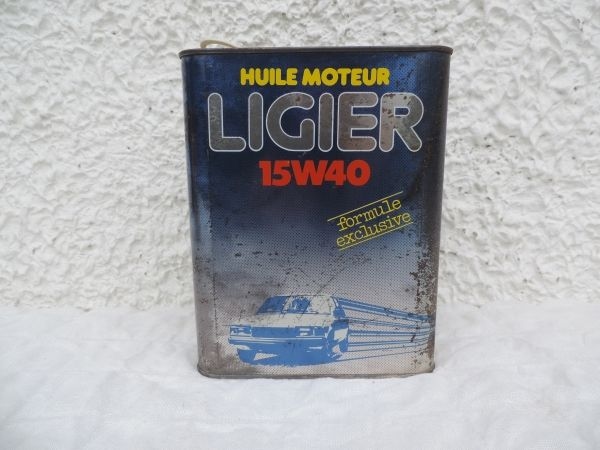 HUILE MOTEUR
LIGIER
15W40
formule
exclusive